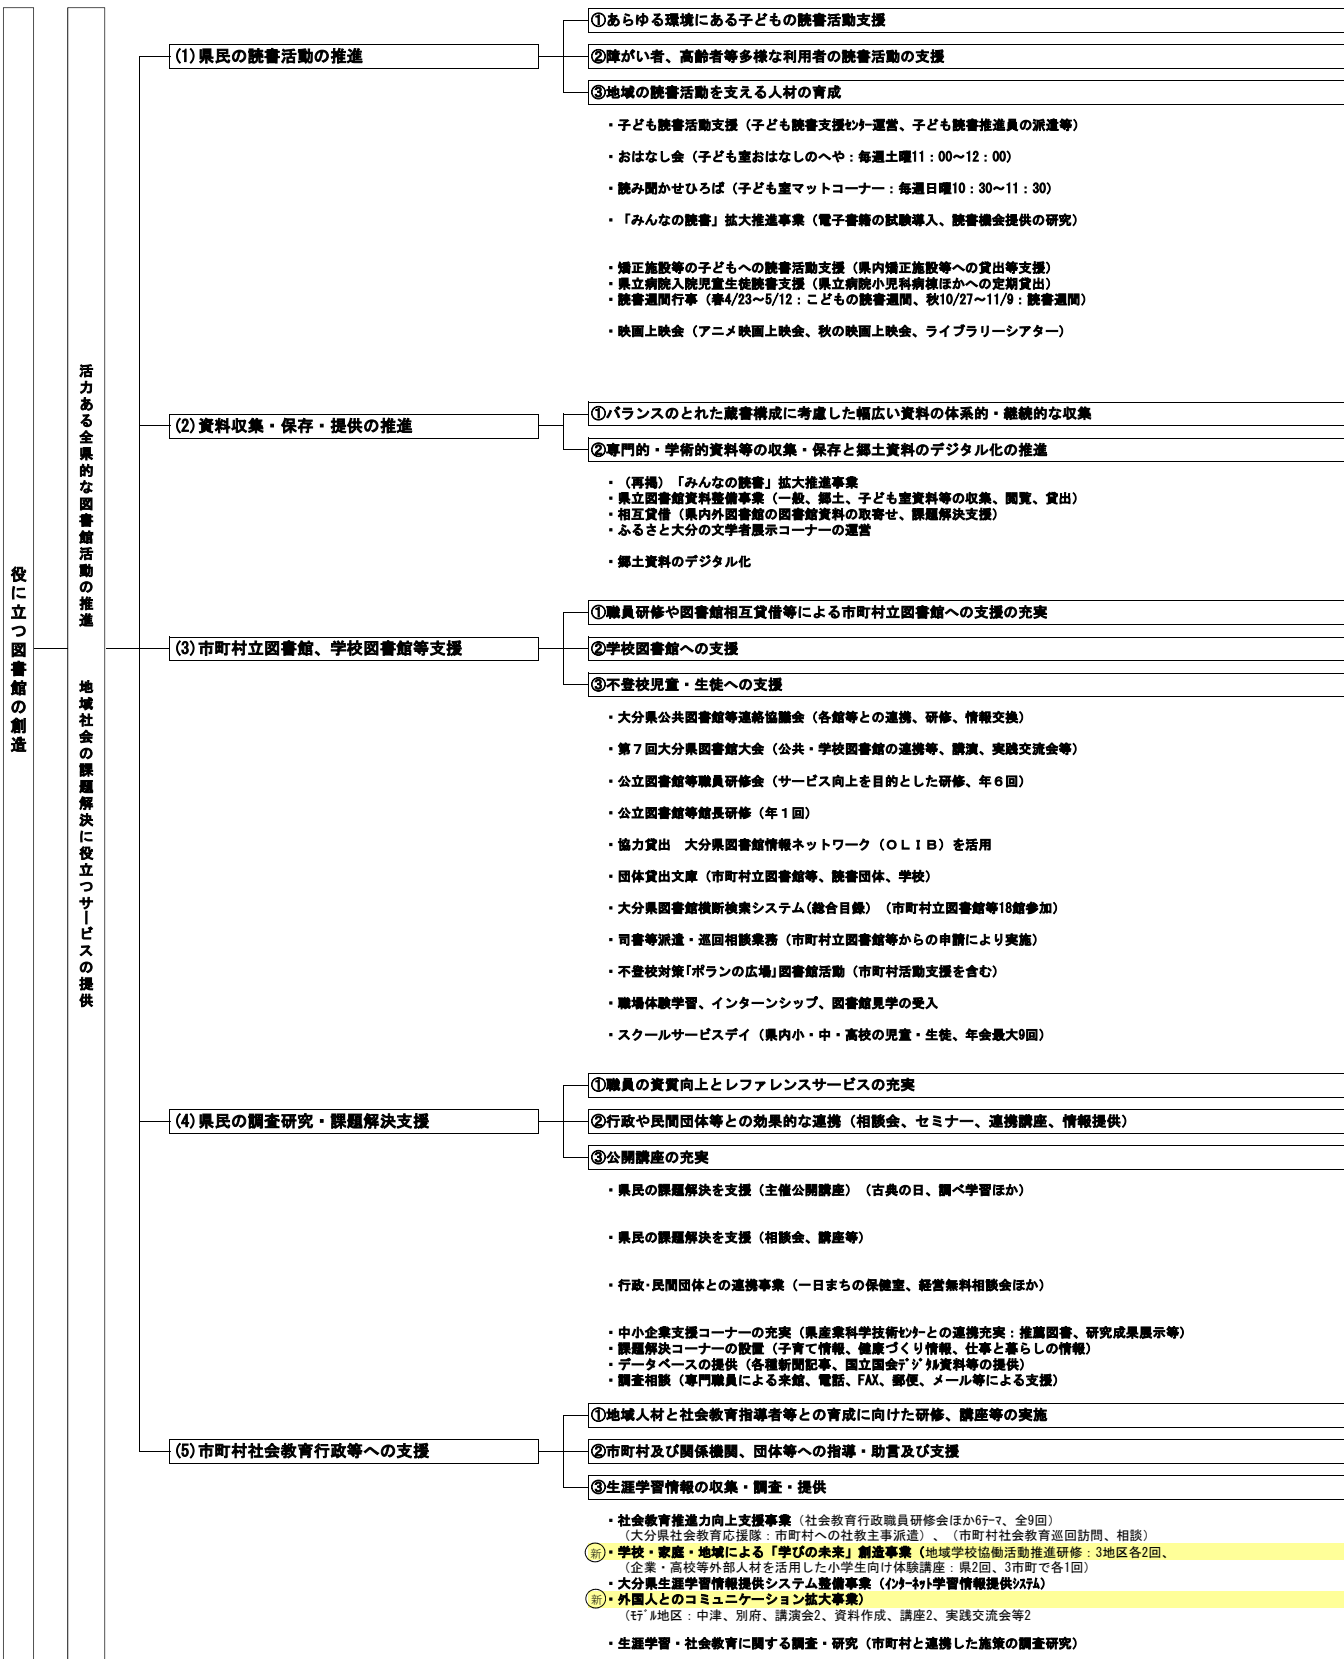 役に立つ図書館の創造
活力ある全県的な図書館活動の推進　地域社会の課題解決に役立つサービスの提供
(1)県民の読書活動の推進
①あらゆる環境にある子どもの読書活動支援
②障がい者、高齢者等多様な利用者の読書活動の支援
③地域の読書活動を支える人材の育成
・子ども読書活動支援（子ども読書支援ｾﾝﾀｰ運営、子ども読書推進員の派遣等）
・おはなし会（子ども室おはなしのへや：毎週土曜11：00～12：00）
・読み聞かせひろば（子ども室マットコーナー：毎週日曜10：30～11：30）
・「みんなの読書」拡大推進事業（電子書籍の試験導入、読書機会提供の研究）
・矯正施設等の子どもへの読書活動支援（県内矯正施設等への貸出等支援）
・県立病院入院児童生徒読書支援（県立病院小児科病棟ほかへの定期貸出）
・読書週間行事（春4/23～5/12：こどもの読書週間、秋10/27～11/9：読書週間）
・映画上映会（アニメ映画上映会、秋の映画上映会、ライブラリーシアター）
(2)資料収集・保存・提供の推進
①バランスのとれた蔵書構成に考慮した幅広い資料の体系的・継続的な収集
②専門的・学術的資料等の収集・保存と郷土資料のデジタル化の推進
・（再掲）「みんなの読書」拡大推進事業
・県立図書館資料整備事業（一般、郷土、子ども室資料等の収集、閲覧、貸出）
・相互貸借（県内外図書館の図書館資料の取寄せ、課題解決支援）
・ふるさと大分の文学者展示コーナーの運営
・郷土資料のデジタル化
(3)市町村立図書館、学校図書館等支援
①職員研修や図書館相互貸借等による市町村立図書館への支援の充実
②学校図書館への支援
③不登校児童・生徒への支援
・大分県公共図書館等連絡協議会（各館等との連携、研修、情報交換）
・第７回大分県図書館大会（公共・学校図書館の連携等、講演、実践交流会等）
・公立図書館等職員研修会（サービス向上を目的とした研修、年６回）
・公立図書館等館長研修（年１回）
・協力貸出　大分県図書館情報ネットワーク（ＯＬＩＢ）を活用
・団体貸出文庫（市町村立図書館等、読書団体、学校）
・大分県図書館横断検索システム(総合目録）（市町村立図書館等18館参加）
・司書等派遣・巡回相談業務（市町村立図書館等からの申請により実施）
・不登校対策｢ポランの広場｣図書館活動（市町村活動支援を含む）
・職場体験学習、インターンシップ、図書館見学の受入
・スクールサービスデイ（県内小・中・高校の児童・生徒、年会最大9回）
(4)県民の調査研究・課題解決支援
①職員の資質向上とレファレンスサービスの充実
②行政や民間団体等との効果的な連携（相談会、セミナー、連携講座、情報提供）
③公開講座の充実
・県民の課題解決を支援（主催公開講座）（古典の日、調べ学習ほか）
・県民の課題解決を支援（相談会、講座等）
・行政･民間団体との連携事業（一日まちの保健室、経営無料相談会ほか）
・中小企業支援コーナーの充実（県産業科学技術ｾﾝﾀｰとの連携充実：推薦図書、研究成果展示等）
・課題解決コーナーの設置（子育て情報、健康づくり情報、仕事と暮らしの情報）
・データベースの提供（各種新聞記事、国立国会ﾃﾞｼﾞﾀﾙ資料等の提供）
・調査相談（専門職員による来館、電話、FAX、郵便、メール等による支援）
(5)市町村社会教育行政等への支援
①地域人材と社会教育指導者等との育成に向けた研修、講座等の実施
②市町村及び関係機関、団体等への指導・助言及び支援
③生涯学習情報の収集・調査・提供
・社会教育推進力向上支援事業（社会教育行政職員研修会ほか6ﾃｰﾏ、全9回）
（大分県社会教育応援隊：市町村への社教主事派遣）、（市町村社会教育巡回訪問、相談）
新・学校・家庭・地域による「学びの未来」創造事業（地域学校協働活動推進研修：3地区各2回、
（企業・高校等外部人材を活用した小学生向け体験講座：県2回、3市町で各1回）
・大分県生涯学習情報提供システム整備事業（ｲﾝﾀｰﾈｯﾄ学習情報提供ｼｽﾃﾑ）
新・外国人とのコミュニケーション拡大事業）
（ﾓﾃﾞﾙ地区：中津、別府、講演会2、資料作成、講座2、実践交流会等2
・生涯学習・社会教育に関する調査・研究（市町村と連携した施策の調査研究）